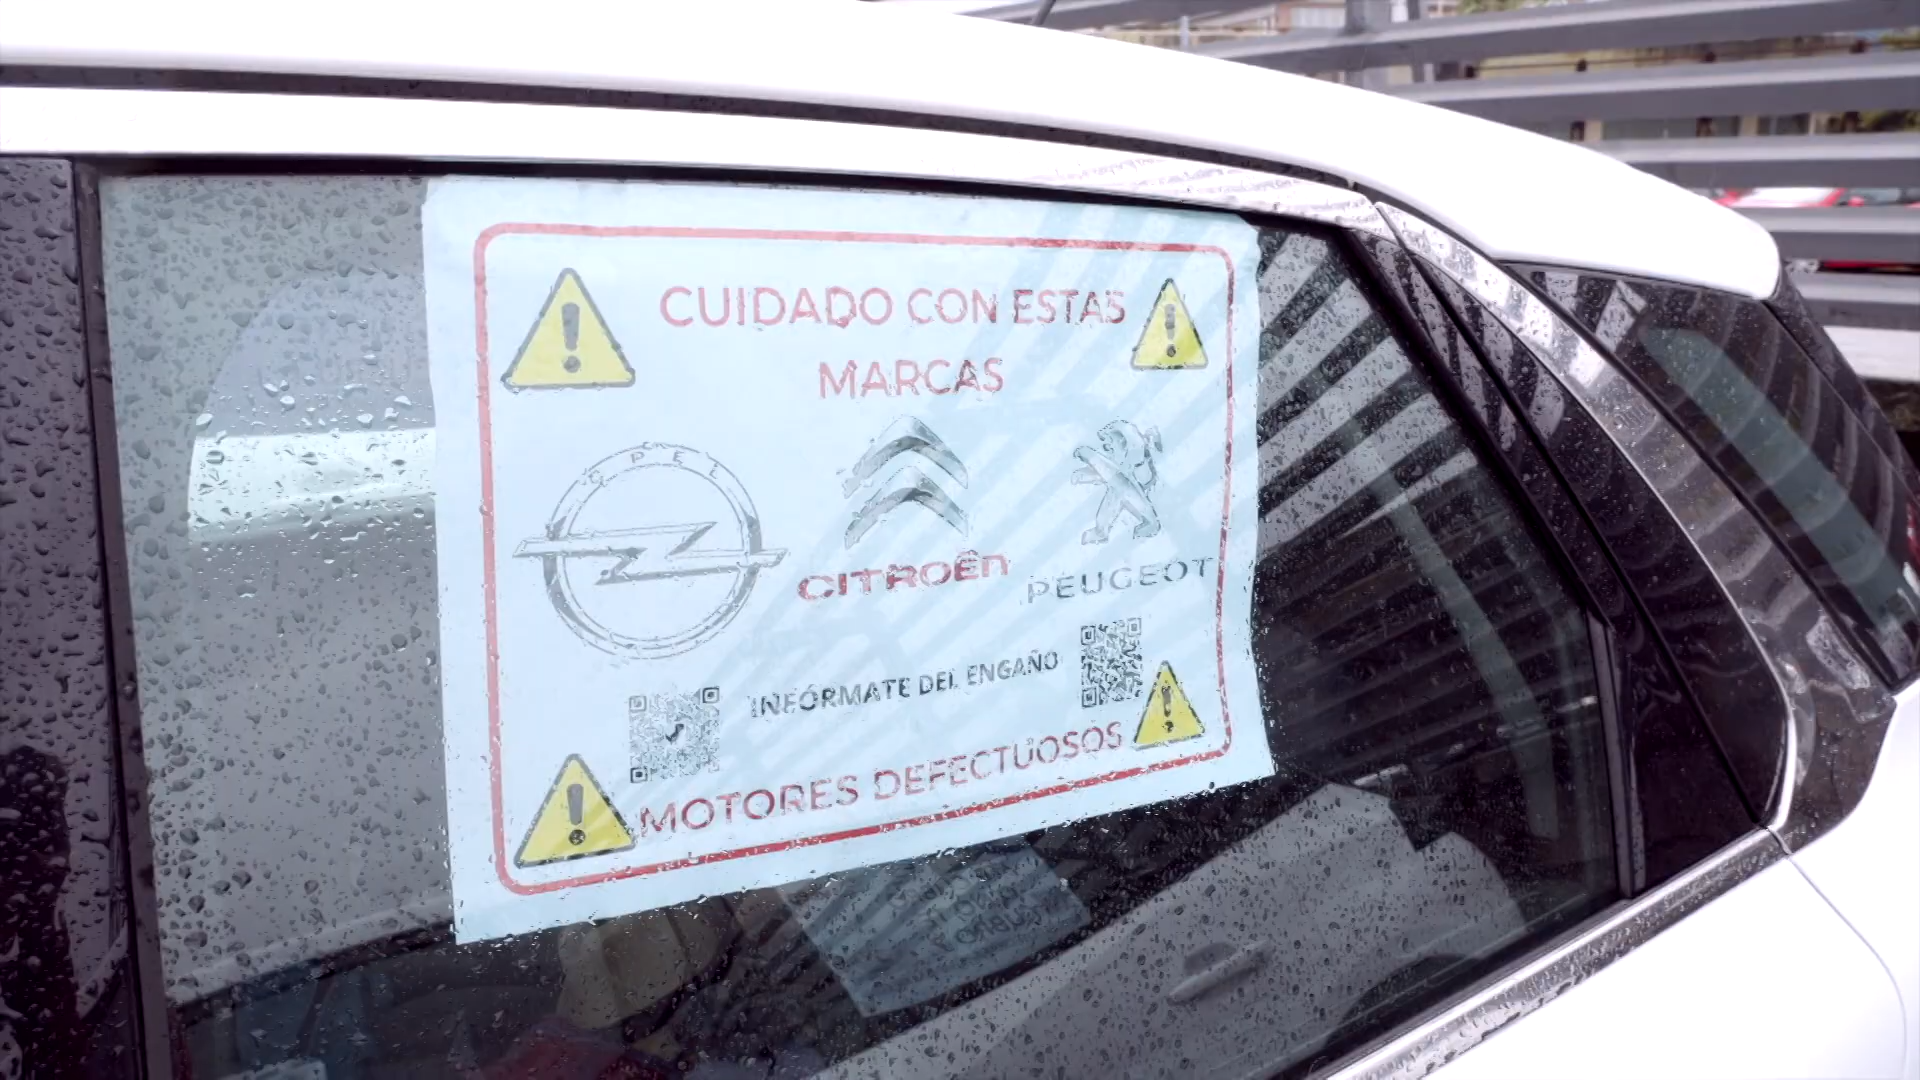 CUIDADO CON ESTAS
MARCAS
OPEL
CITROËN
PEUGEOT
INFÓRMATE DEL ENGAÑO
MOTORES DEFECTUOSOS